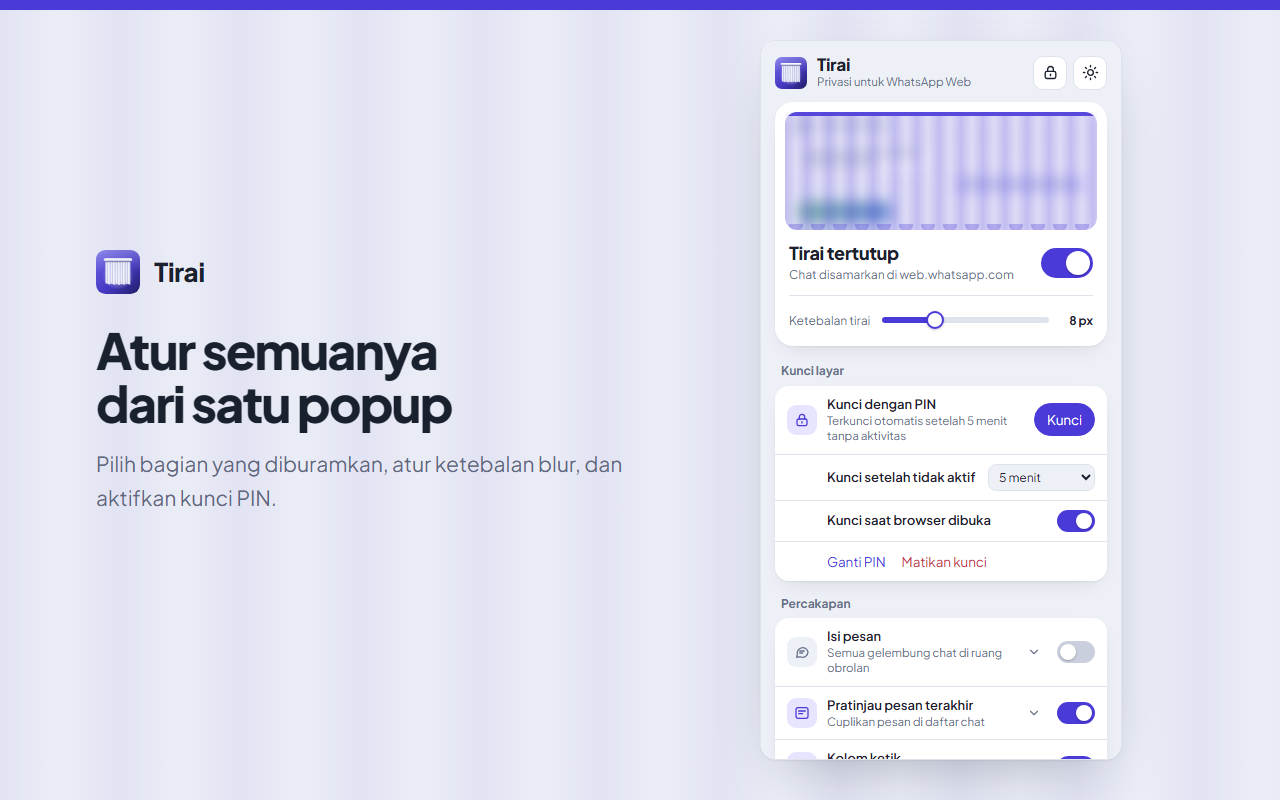 Tirai
Atur semuanya
dari satu popup
Pilih bagian yang diburamkan, atur ketebalan blur, dan
aktifkan kunci PIN.
Tirai
Privasi untuk WhatsApp Web
Tirai tertutup
Chat disamarkan di web.whatsapp.com
Ketebalan tirai
8 px
Kunci layar
Kunci dengan PIN
Terkunci otomatis setelah 5 menit
tanpa aktivitas
Kunci
Kunci setelah tidak aktif
5 menit
Kunci saat browser dibuka
Ganti PIN
Matikan kunci
Percakapan
Isi pesan
Semua gelembung chat di ruang
obrolan
Pratinjau pesan terakhir
Cuplikan pesan di daftar chat
Kolom ketik